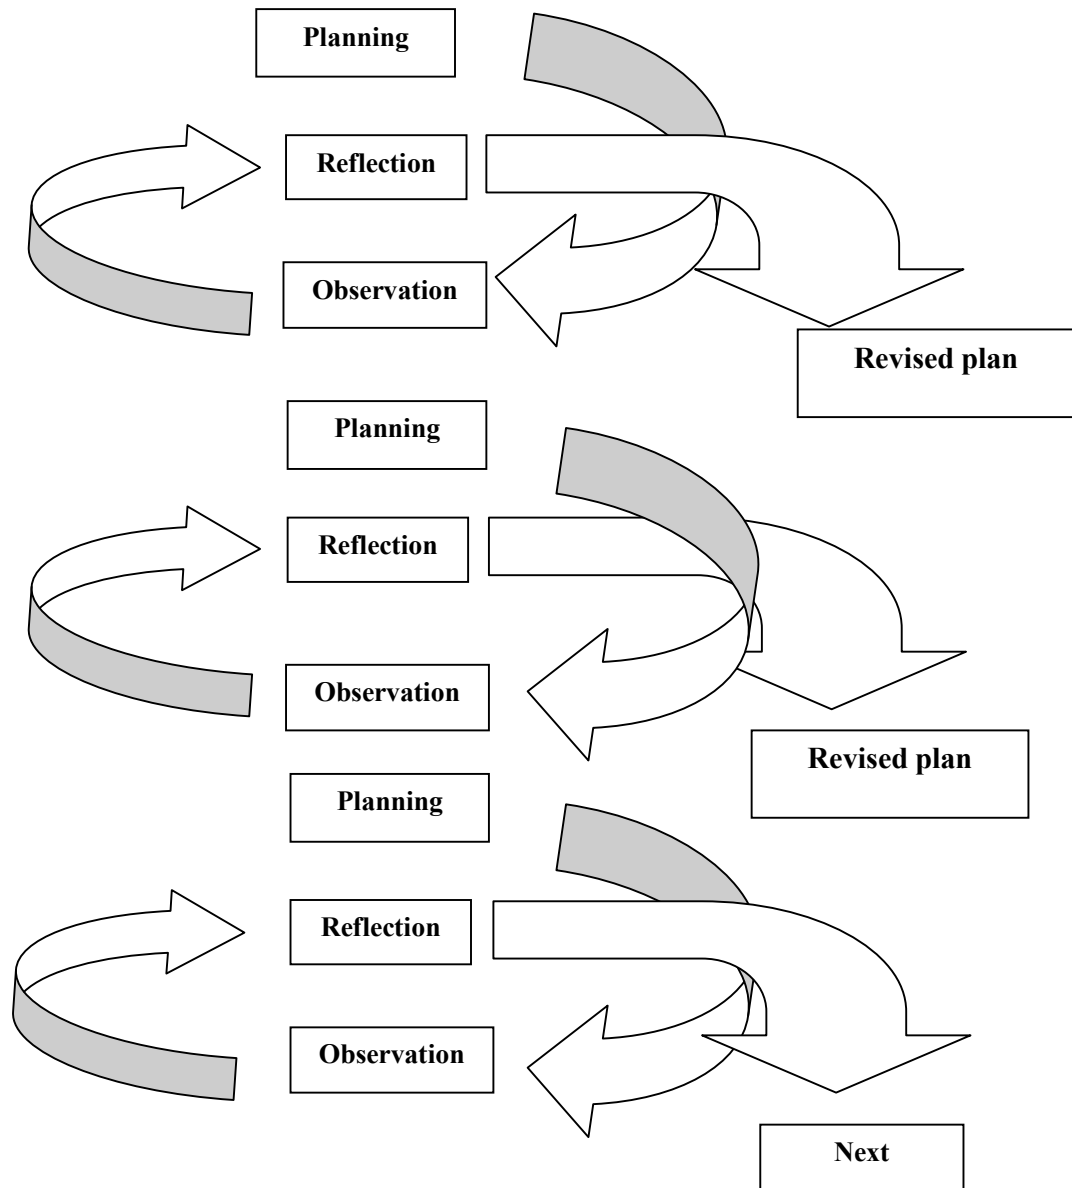 Planning
Reflection
Observation
Revised plan
Planning
Reflection
Observation
Revised plan
Planning
Reflection
Observation
Next